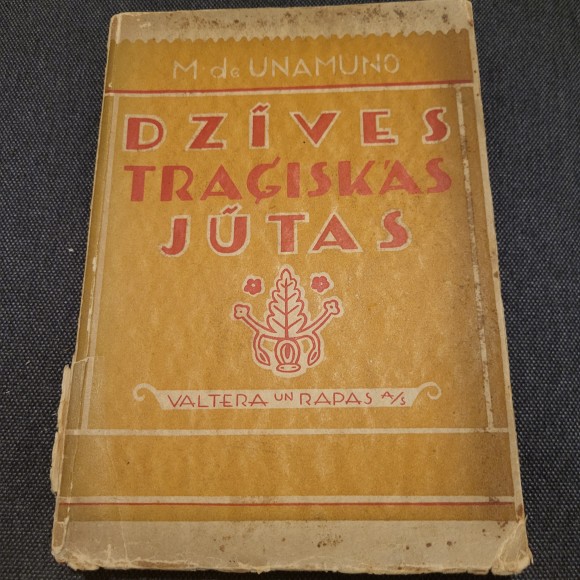 M. de UNAMUNO
DZĪVES
TRAĢISKĀS
JŪTAS
VALTERA UN RAPAS A/S